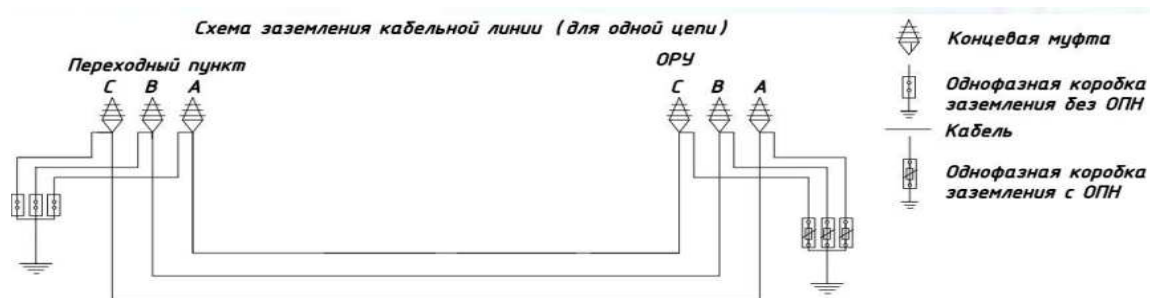 Схема заземления кабельной линии (для одной цепи)
Переходный пункт
C B A
ОРУ
C B A
Концевая муфта
Однофазная коробка
заземления без ОПН
Кабель
Однофазная коробка
заземления с ОПН